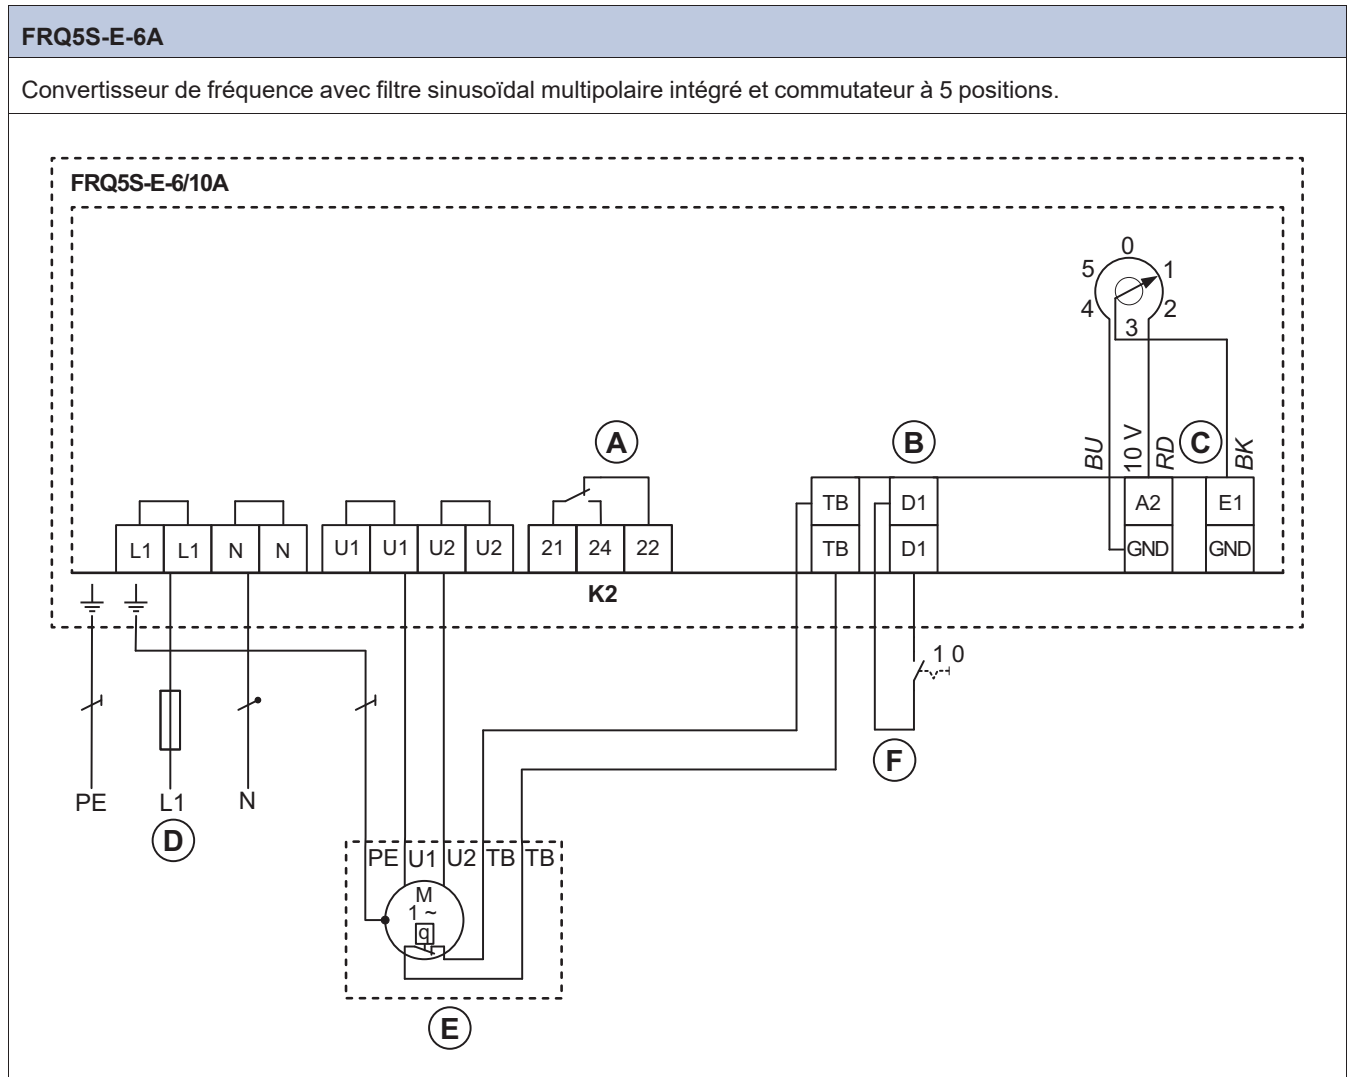 FRQ5S-E-6A
Convertisseur de fréquence avec filtre sinusoïdal multipolaire intégré et commutateur à 5 positions.
FRQ5S-E-6/10A
0
5 1
4 2
3
A B C
BU 10 V RD BK
TB D1 A2 E1
L1 L1 N N U1 U1 U2 U2 21 24 22 TB D1 GND GND
K2
1 0
F
PE L1 N
D
PE U1 U2 TB TB
M
1 ~
q
E